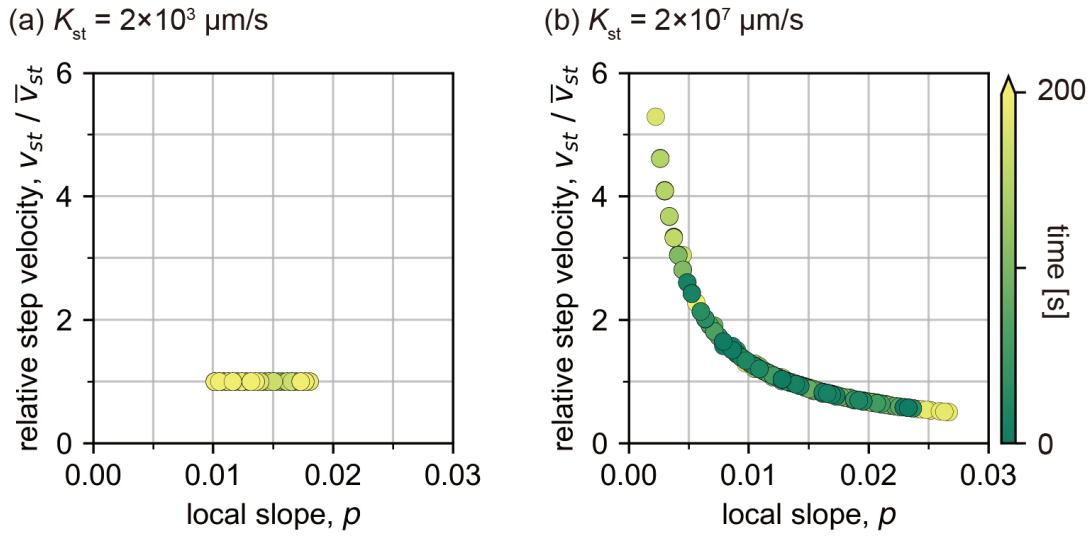 (a) K_st = 2×10³ µm/s
relative step velocity, v_st / v̅_st
6
4
2
0
0.00 0.01 0.02 0.03
local slope, p
(b) K_st = 2×10⁷ µm/s
relative step velocity, v_st / v̅_st
6
4
2
0
0.00 0.01 0.02 0.03
local slope, p
200
time [s]
0